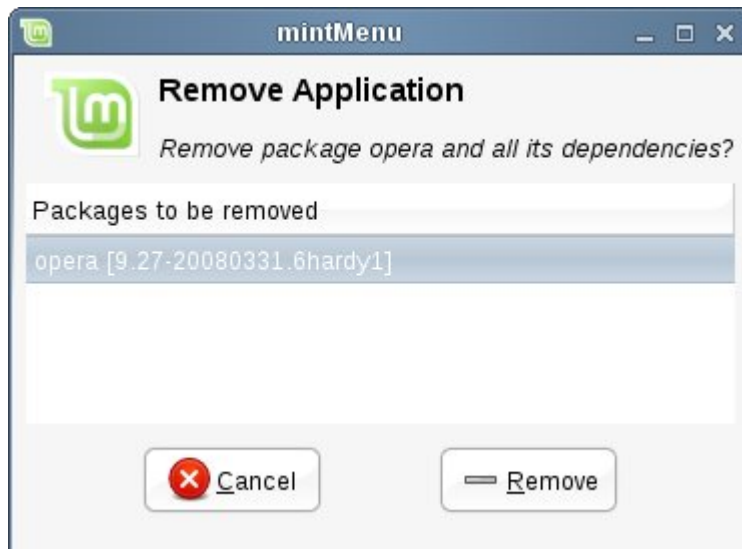 mintMenu
Remove Application
Remove package opera and all its dependencies?
Packages to be removed
opera [9.27-20080331.6hardy1]
Cancel
Remove